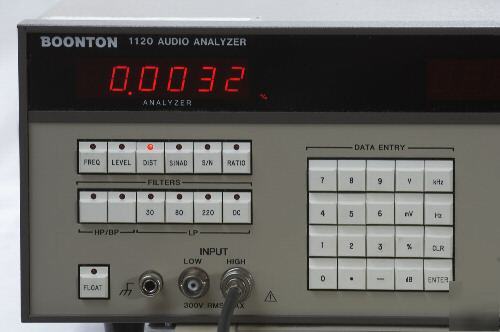 BOONTON 1120 AUDIO ANALYZER
0.0032 %
ANALYZER
FREQ LEVEL DIST SINAD S/N RATIO
FILTERS
30 80 220 DC
HP/BP LP
FLOAT
INPUT
LOW HIGH
300V. RMS MAX
DATA ENTRY
7 8 9 V kHz
4 5 6 mV Hz
1 2 3 % CLR
0 • − dB ENTER